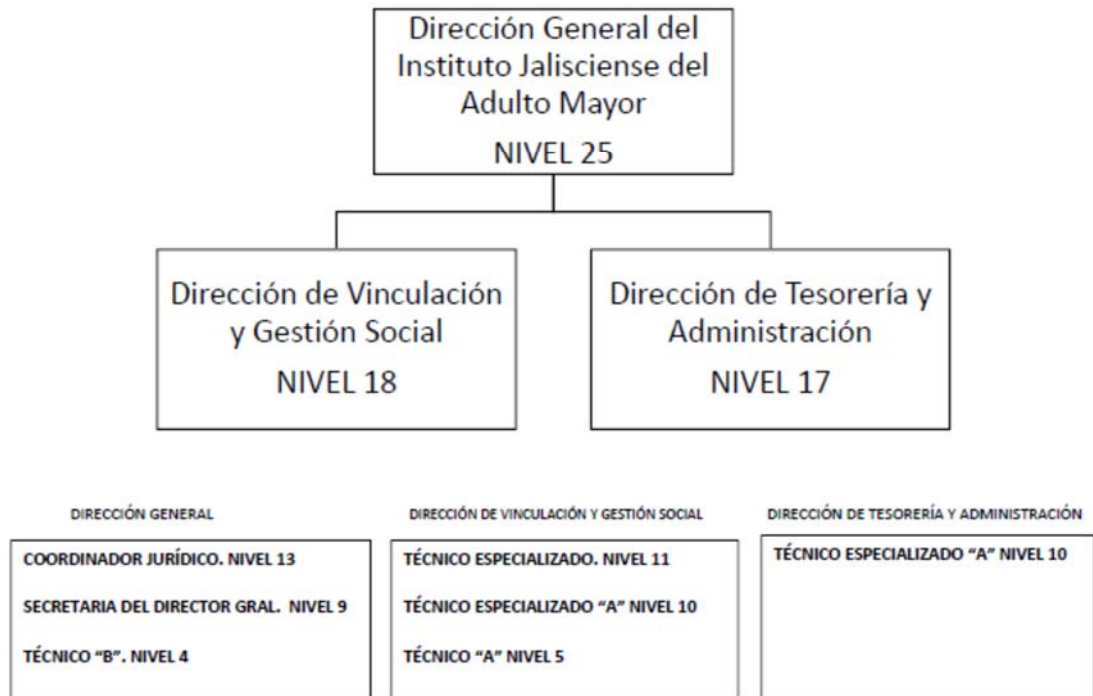 Dirección General del
Instituto Jalisciense del
Adulto Mayor
NIVEL 25
Dirección de Vinculación
y Gestión Social
NIVEL 18
Dirección de Tesorería y
Administración
NIVEL 17
DIRECCIÓN GENERAL
COORDINADOR JURÍDICO. NIVEL 13
SECRETARIA DEL DIRECTOR GRAL. NIVEL 9
TÉCNICO “B”. NIVEL 4
DIRECCIÓN DE VINCULACIÓN Y GESTIÓN SOCIAL
TÉCNICO ESPECIALIZADO. NIVEL 11
TÉCNICO ESPECIALIZADO “A” NIVEL 10
TÉCNICO “A” NIVEL 5
DIRECCIÓN DE TESORERÍA Y ADMINISTRACIÓN
TÉCNICO ESPECIALIZADO “A” NIVEL 10